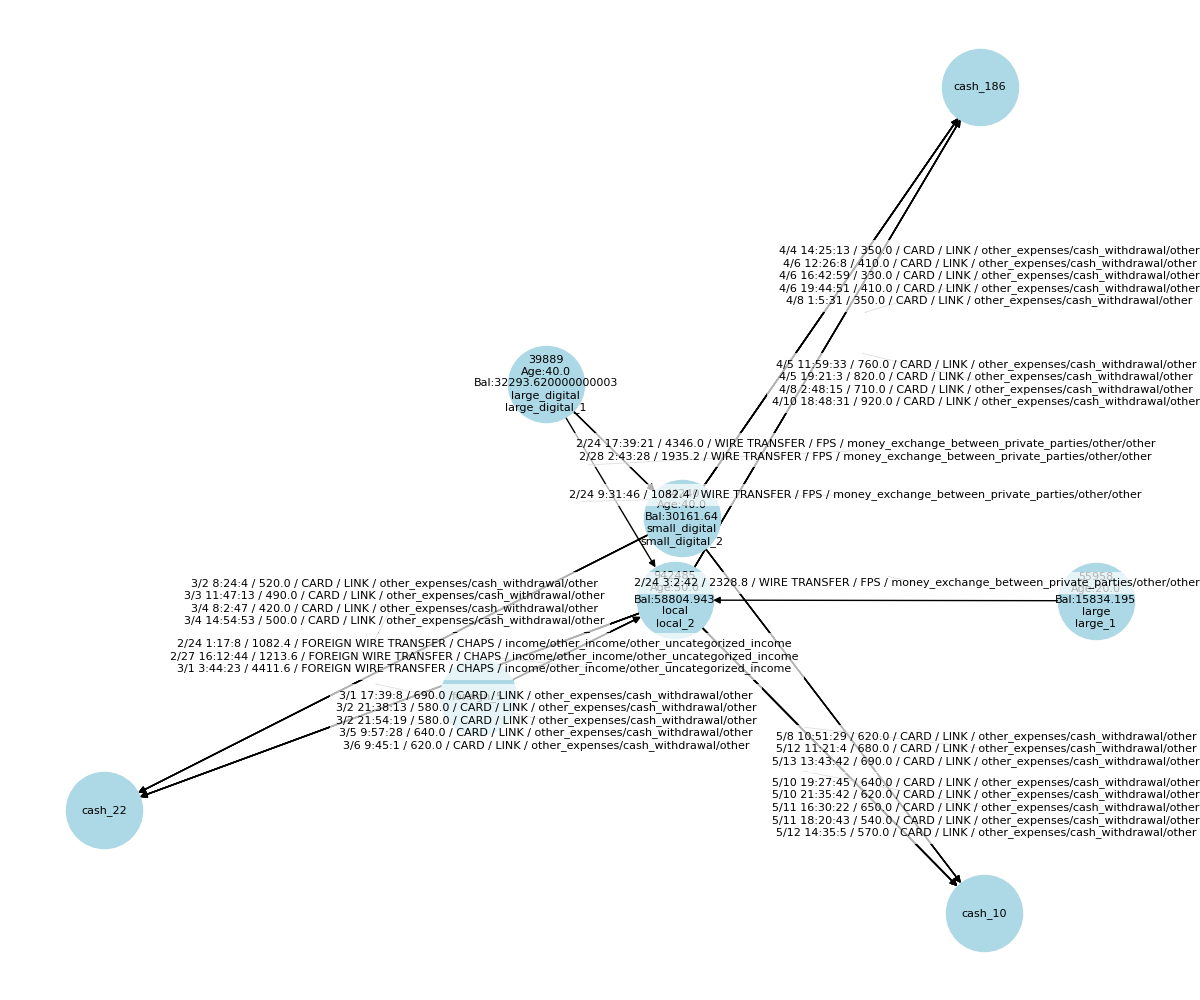 cash_186
4/4 14:25:13 / 350.0 / CARD / LINK / other_expenses/cash_withdrawal/other
4/6 12:26:8 / 410.0 / CARD / LINK / other_expenses/cash_withdrawal/other
4/6 16:42:59 / 330.0 / CARD / LINK / other_expenses/cash_withdrawal/other
4/6 19:44:51 / 410.0 / CARD / LINK / other_expenses/cash_withdrawal/other
4/8 1:5:31 / 350.0 / CARD / LINK / other_expenses/cash_withdrawal/other
39889
Age:40.0
Bal:32293.620000000003
large_digital
large_digital_1
4/5 11:59:33 / 760.0 / CARD / LINK / other_expenses/cash_withdrawal/other
4/5 19:21:3 / 820.0 / CARD / LINK / other_expenses/cash_withdrawal/other
4/8 2:48:15 / 710.0 / CARD / LINK / other_expenses/cash_withdrawal/other
4/10 18:48:31 / 920.0 / CARD / LINK / other_expenses/cash_withdrawal/other
2/24 17:39:21 / 4346.0 / WIRE TRANSFER / FPS / money_exchange_between_private_parties/other/other
2/28 2:43:28 / 1935.2 / WIRE TRANSFER / FPS / money_exchange_between_private_parties/other/other
2/24 9:31:46 / 1082.4 / WIRE TRANSFER / FPS / money_exchange_between_private_parties/other/other
Age:40.0
Bal:30161.64
small_digital
small_digital_2
2/24 3:2:42 / 2328.8 / WIRE TRANSFER / FPS / money_exchange_between_private_parties/other/other
Bal:58804.943
local
local_2
Age:20.0
Bal:15834.195
large
large_1
3/2 8:24:4 / 520.0 / CARD / LINK / other_expenses/cash_withdrawal/other
3/3 11:47:13 / 490.0 / CARD / LINK / other_expenses/cash_withdrawal/other
3/4 8:2:47 / 420.0 / CARD / LINK / other_expenses/cash_withdrawal/other
3/4 14:54:53 / 500.0 / CARD / LINK / other_expenses/cash_withdrawal/other
2/24 1:17:8 / 1082.4 / FOREIGN WIRE TRANSFER / CHAPS / income/other_income/other_uncategorized_income
2/27 16:12:44 / 1213.6 / FOREIGN WIRE TRANSFER / CHAPS / income/other_income/other_uncategorized_income
3/1 3:44:23 / 4411.6 / FOREIGN WIRE TRANSFER / CHAPS / income/other_income/other_uncategorized_income
3/1 17:39:8 / 690.0 / CARD / LINK / other_expenses/cash_withdrawal/other
3/2 21:38:13 / 580.0 / CARD / LINK / other_expenses/cash_withdrawal/other
3/2 21:54:19 / 580.0 / CARD / LINK / other_expenses/cash_withdrawal/other
3/5 9:57:28 / 640.0 / CARD / LINK / other_expenses/cash_withdrawal/other
3/6 9:45:1 / 620.0 / CARD / LINK / other_expenses/cash_withdrawal/other
5/8 10:51:29 / 620.0 / CARD / LINK / other_expenses/cash_withdrawal/other
5/12 11:21:4 / 680.0 / CARD / LINK / other_expenses/cash_withdrawal/other
5/13 13:43:42 / 690.0 / CARD / LINK / other_expenses/cash_withdrawal/other
5/10 19:27:45 / 640.0 / CARD / LINK / other_expenses/cash_withdrawal/other
5/10 21:35:42 / 620.0 / CARD / LINK / other_expenses/cash_withdrawal/other
5/11 16:30:22 / 650.0 / CARD / LINK / other_expenses/cash_withdrawal/other
5/11 18:20:43 / 540.0 / CARD / LINK / other_expenses/cash_withdrawal/other
5/12 14:35:5 / 570.0 / CARD / LINK / other_expenses/cash_withdrawal/other
cash_22
cash_10